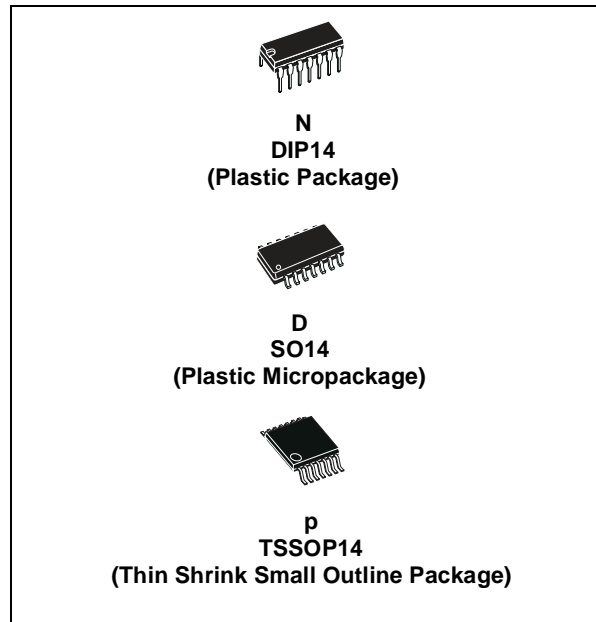 N
DIP14
(Plastic Package)
D
SO14
(Plastic Micropackage)
p
TSSOP14
(Thin Shrink Small Outline Package)